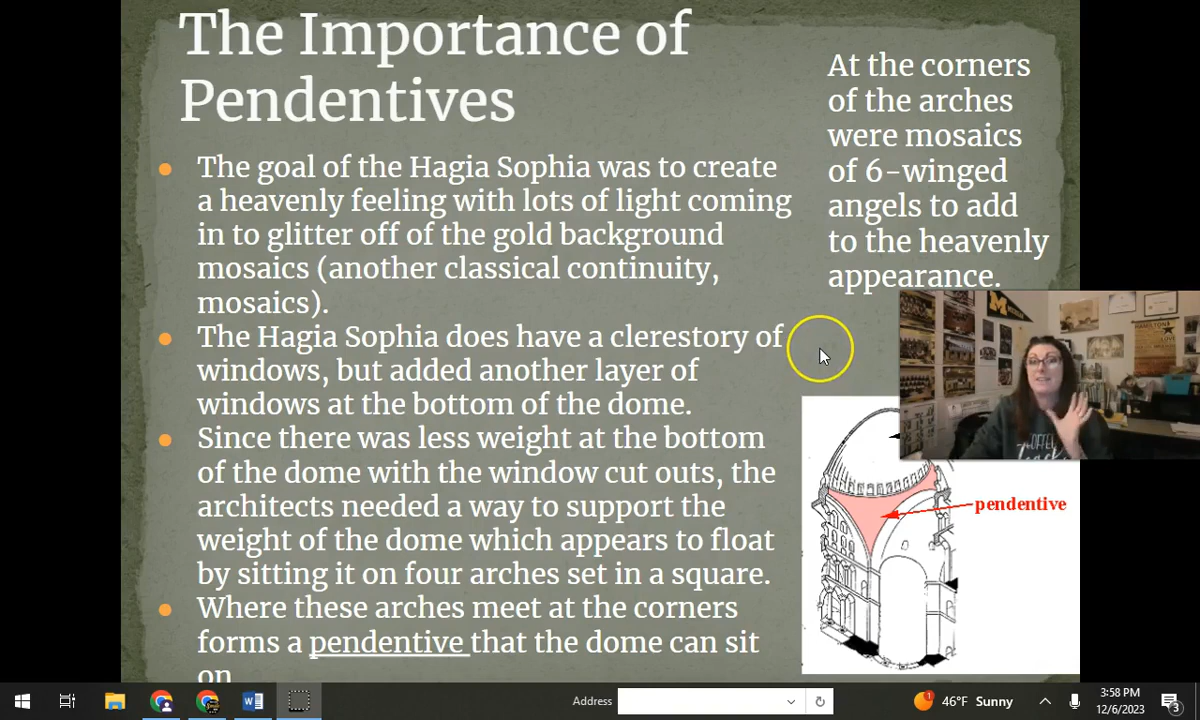 The Importance of
Pendentives
The goal of the Hagia Sophia was to create
a heavenly feeling with lots of light coming
in to glitter off of the gold background
mosaics (another classical continuity,
mosaics).
The Hagia Sophia does have a clerestory of
windows, but added another layer of
windows at the bottom of the dome.
Since there was less weight at the bottom
of the dome with the window cut outs, the
architects needed a way to support the
weight of the dome which appears to float
by sitting it on four arches set in a square.
Where these arches meet at the corners
forms a pendentive that the dome can sit
on
At the corners
of the arches
were mosaics
of 6-winged
angels to add
to the heavenly
appearance.
M
HAMILTON
pendentive
Address
1
46°F Sunny
3:58 PM
12/6/2023
3